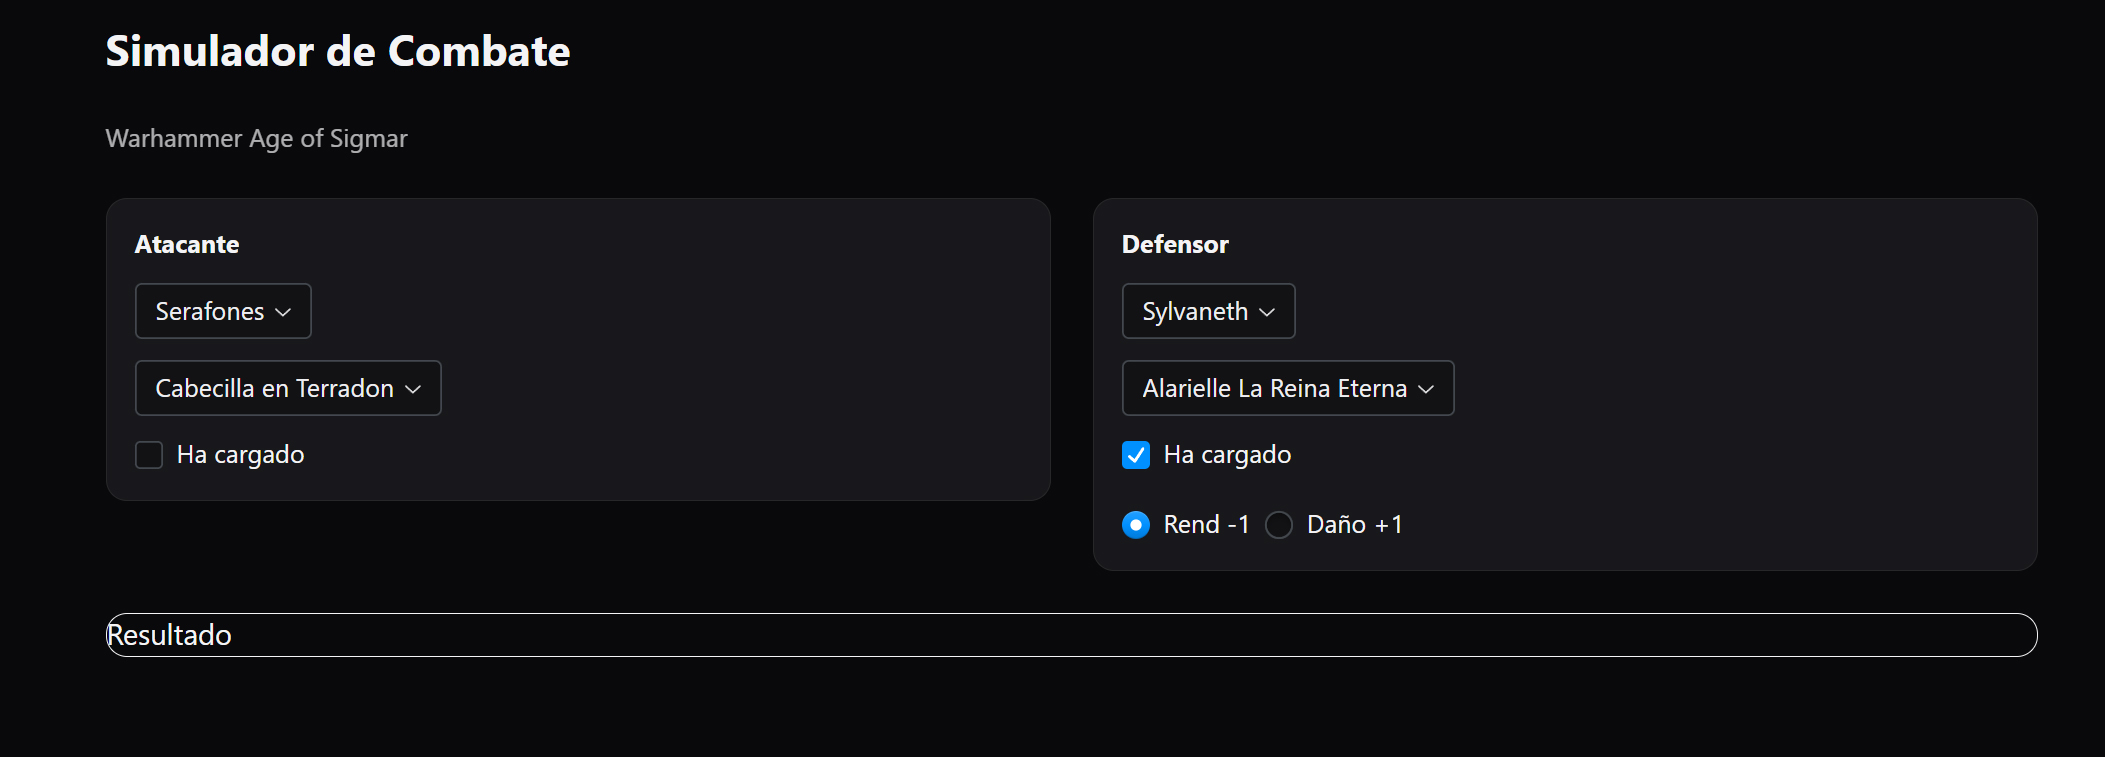 Simulador de Combate
Warhammer Age of Sigmar
Atacante
Serafones
Cabecilla en Terradon
Ha cargado
Defensor
Sylvaneth
Alarielle La Reina Eterna
Ha cargado
Rend -1 Daño +1
Resultado